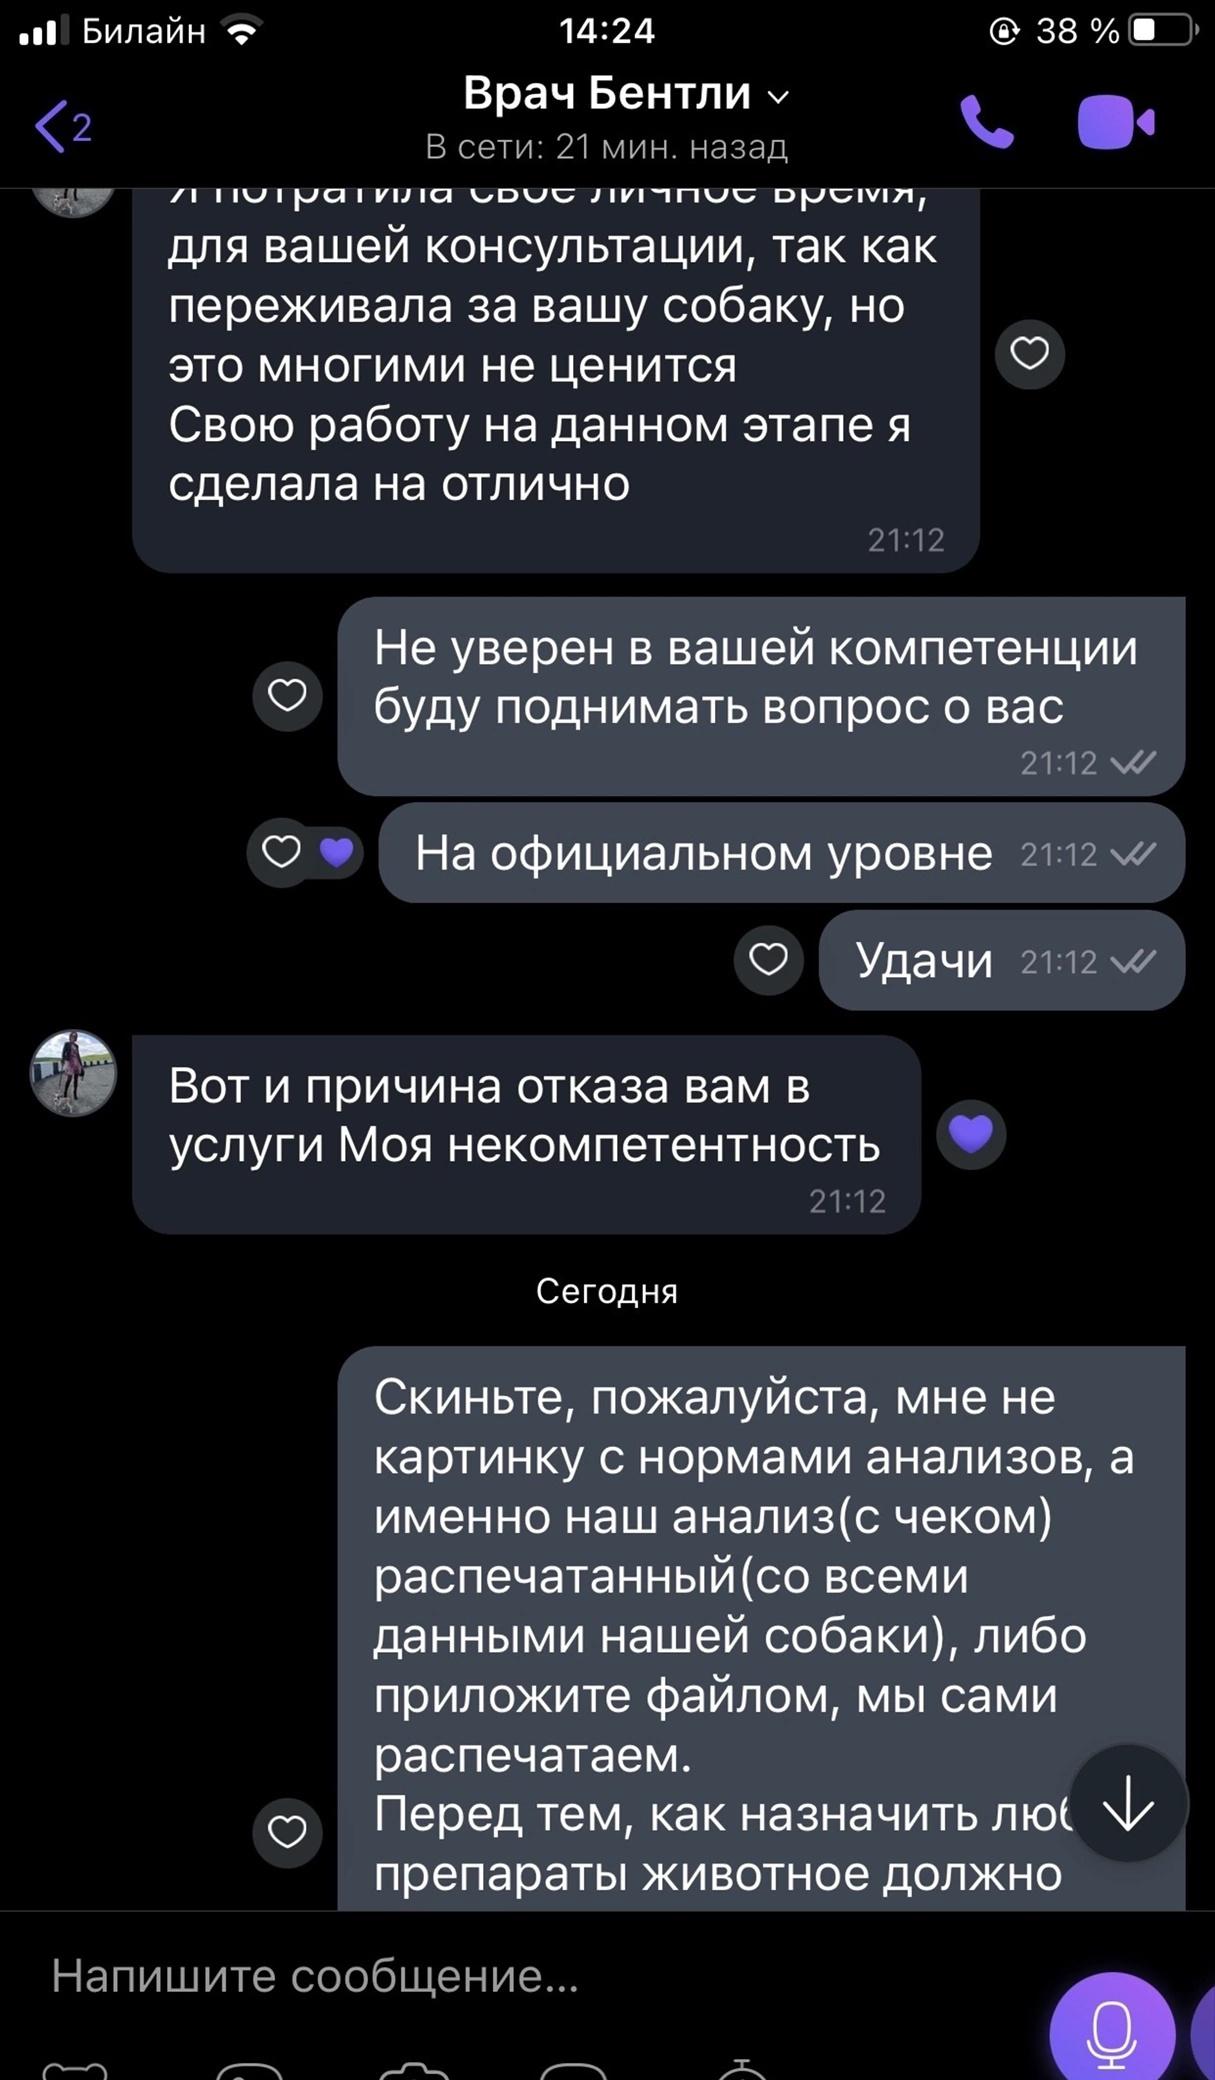 Билайн 14:24 38 %
2 Врач Бентли
В сети: 21 мин. назад
Я потратила свое личное время,
для вашей консультации, так как
переживала за вашу собаку, но
это многими не ценится
Свою работу на данном этапе я
сделала на отлично
21:12
Не уверен в вашей компетенции
буду поднимать вопрос о вас
21:12
На официальном уровне 21:12
Удачи 21:12
Вот и причина отказа вам в
услуги Моя некомпетентность
21:12
Сегодня
Скиньте, пожалуйста, мне не
картинку с нормами анализов, а
именно наш анализ(с чеком)
распечатанный(со всеми
данными нашей собаки), либо
приложите файлом, мы сами
распечатаем.
Перед тем, как назначить
препараты животное должно
Напишите сообщение...